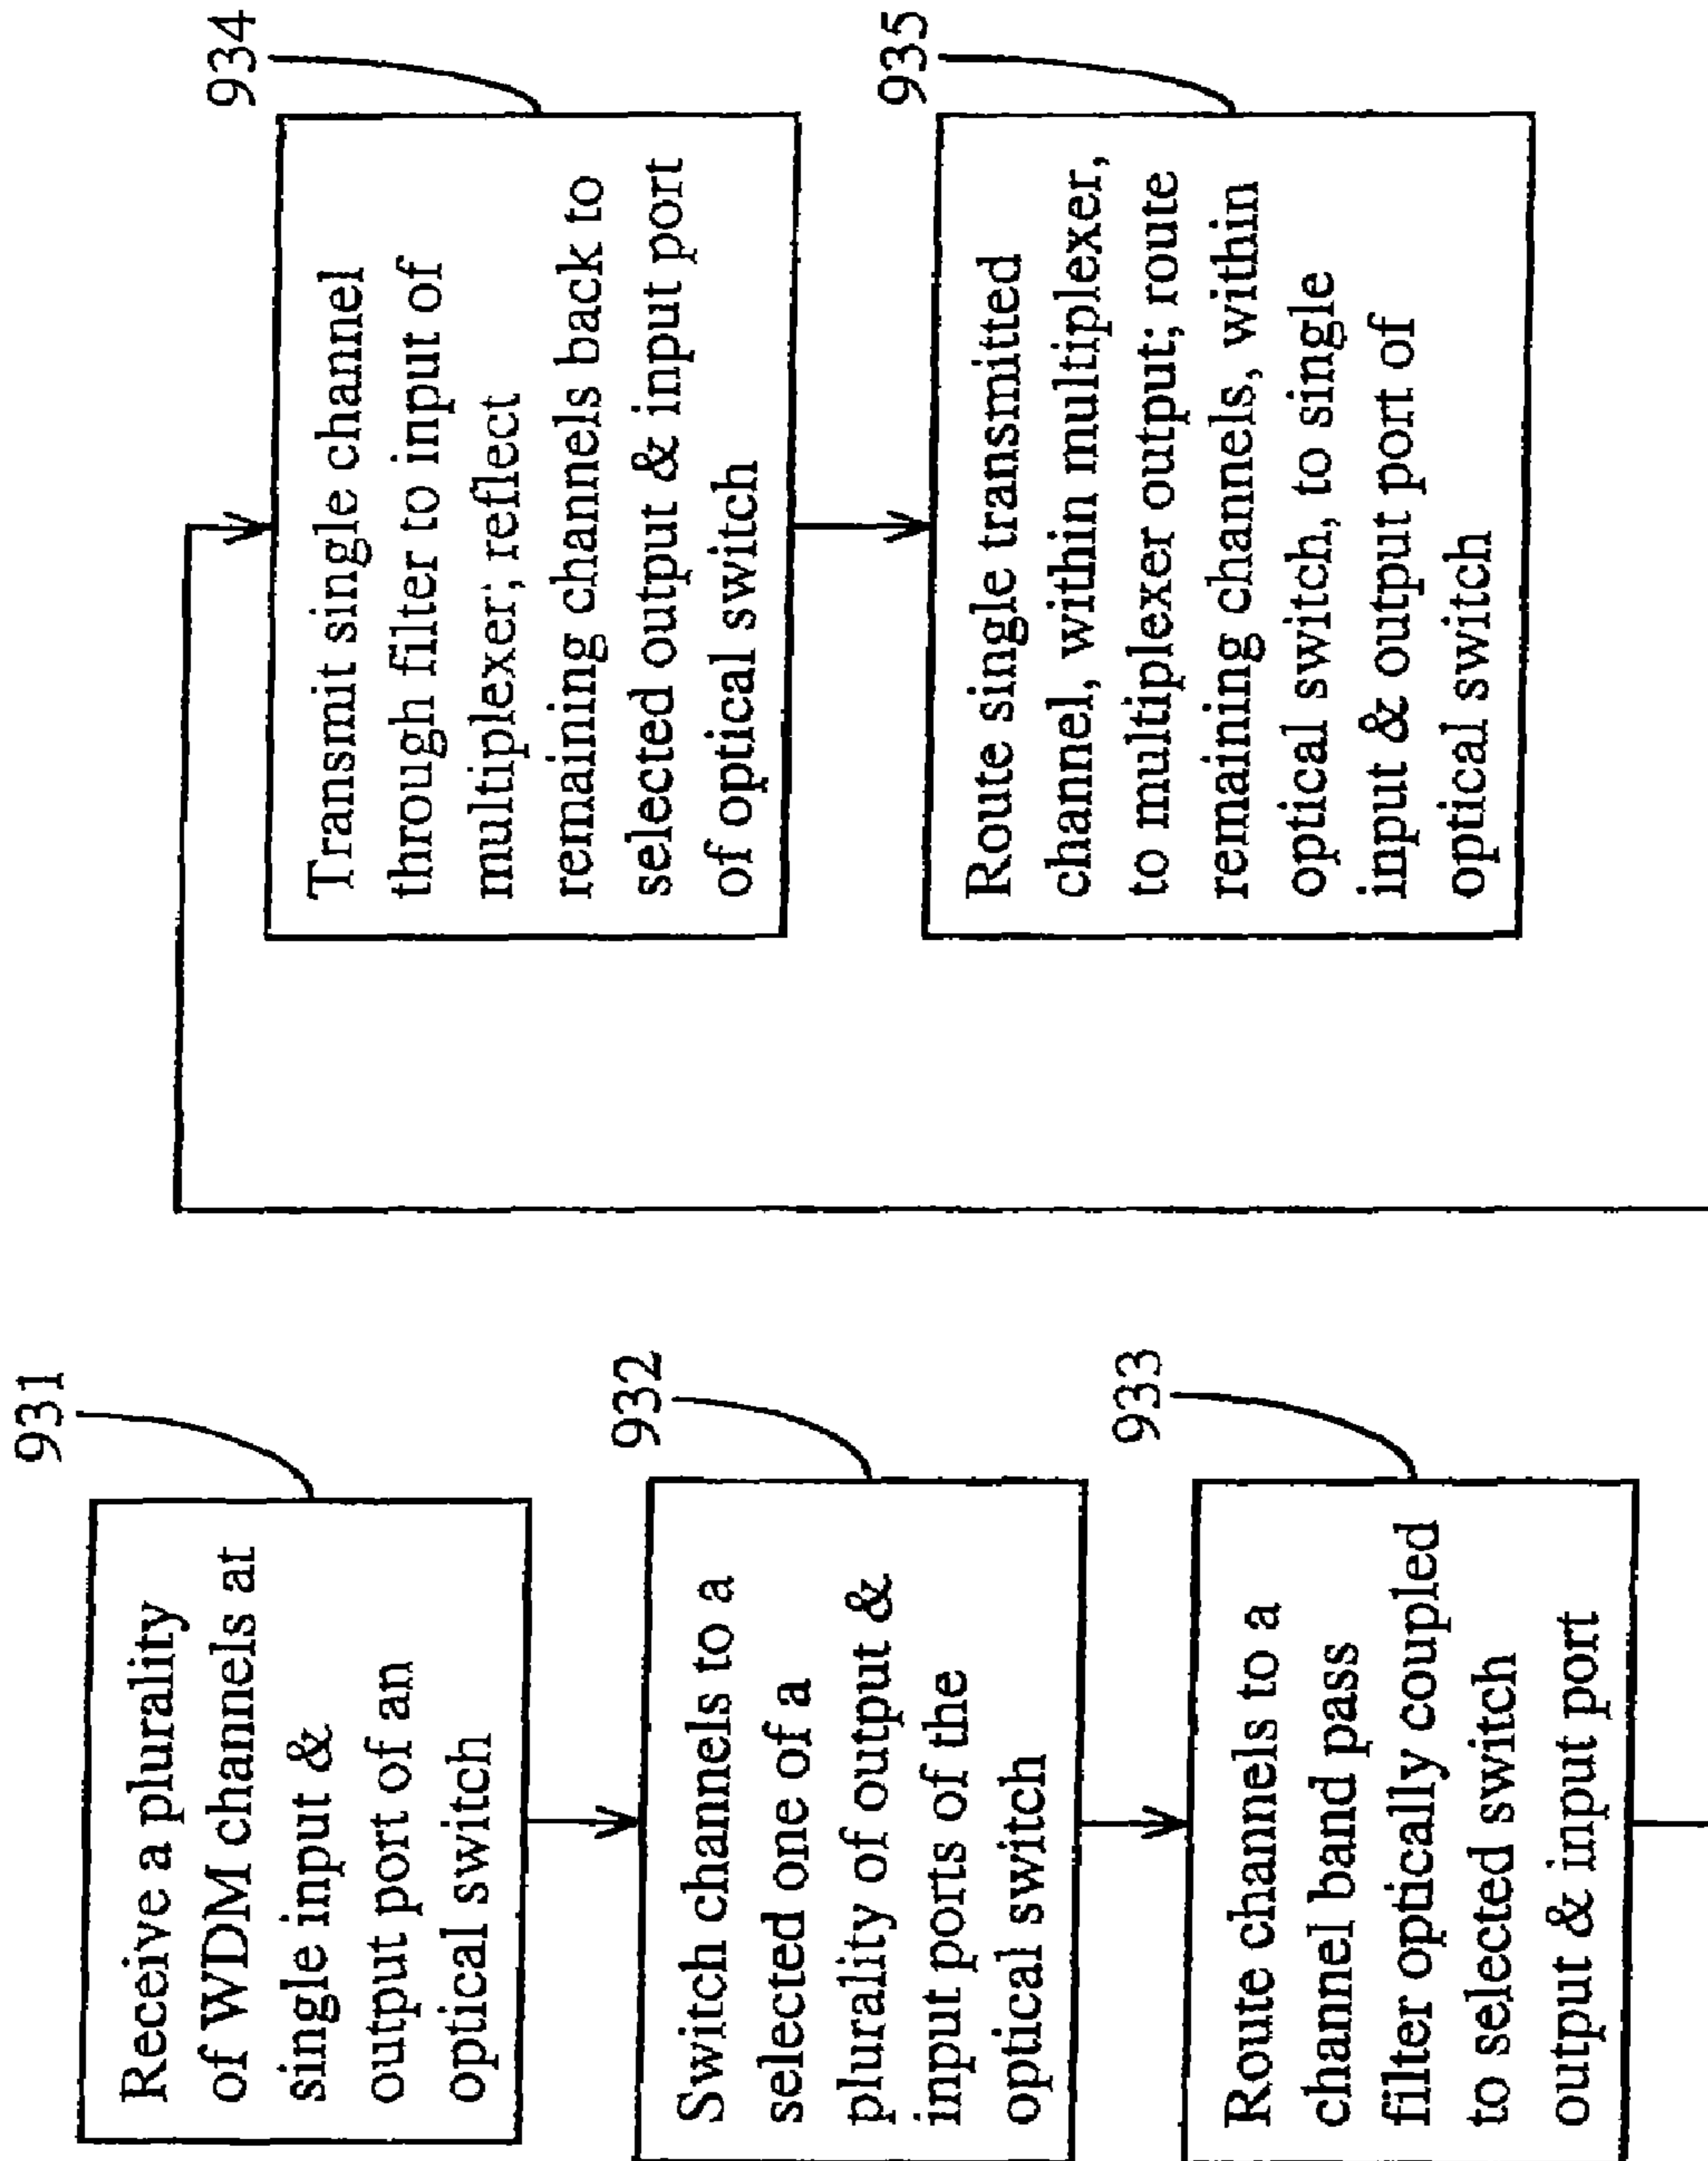 931
Receive a plurality
of WDM channels at
single input &
output port of an
optical switch
932
Switch channels to a
selected one of a
plurality of output &
input ports of the
optical switch
933
Route channels to a
channel band pass
filter optically coupled
to selected switch
output & input port
934
Transmit single channel
through filter to input of
multiplexer; reflect
remaining channels back to
selected output & input port
of optical switch
935
Route single transmitted
channel, within multiplexer,
to multiplexer output; route
remaining channels, within
optical switch, to single
input & output port of
optical switch